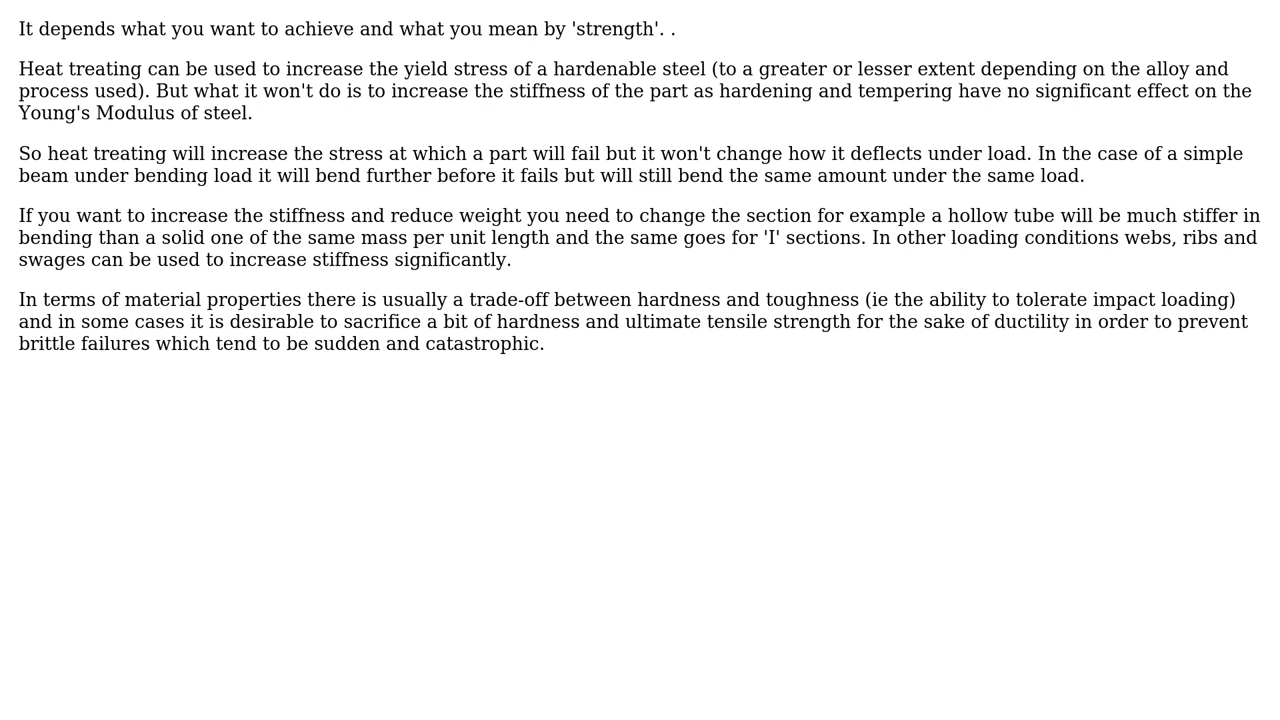 It depends what you want to achieve and what you mean by 'strength'. .
Heat treating can be used to increase the yield stress of a hardenable steel (to a greater or lesser extent depending on the alloy and
process used). But what it won't do is to increase the stiffness of the part as hardening and tempering have no significant effect on the
Young's Modulus of steel.
So heat treating will increase the stress at which a part will fail but it won't change how it deflects under load. In the case of a simple
beam under bending load it will bend further before it fails but will still bend the same amount under the same load.
If you want to increase the stiffness and reduce weight you need to change the section for example a hollow tube will be much stiffer in
bending than a solid one of the same mass per unit length and the same goes for 'I' sections. In other loading conditions webs, ribs and
swages can be used to increase stiffness significantly.
In terms of material properties there is usually a trade-off between hardness and toughness (ie the ability to tolerate impact loading)
and in some cases it is desirable to sacrifice a bit of hardness and ultimate tensile strength for the sake of ductility in order to prevent
brittle failures which tend to be sudden and catastrophic.